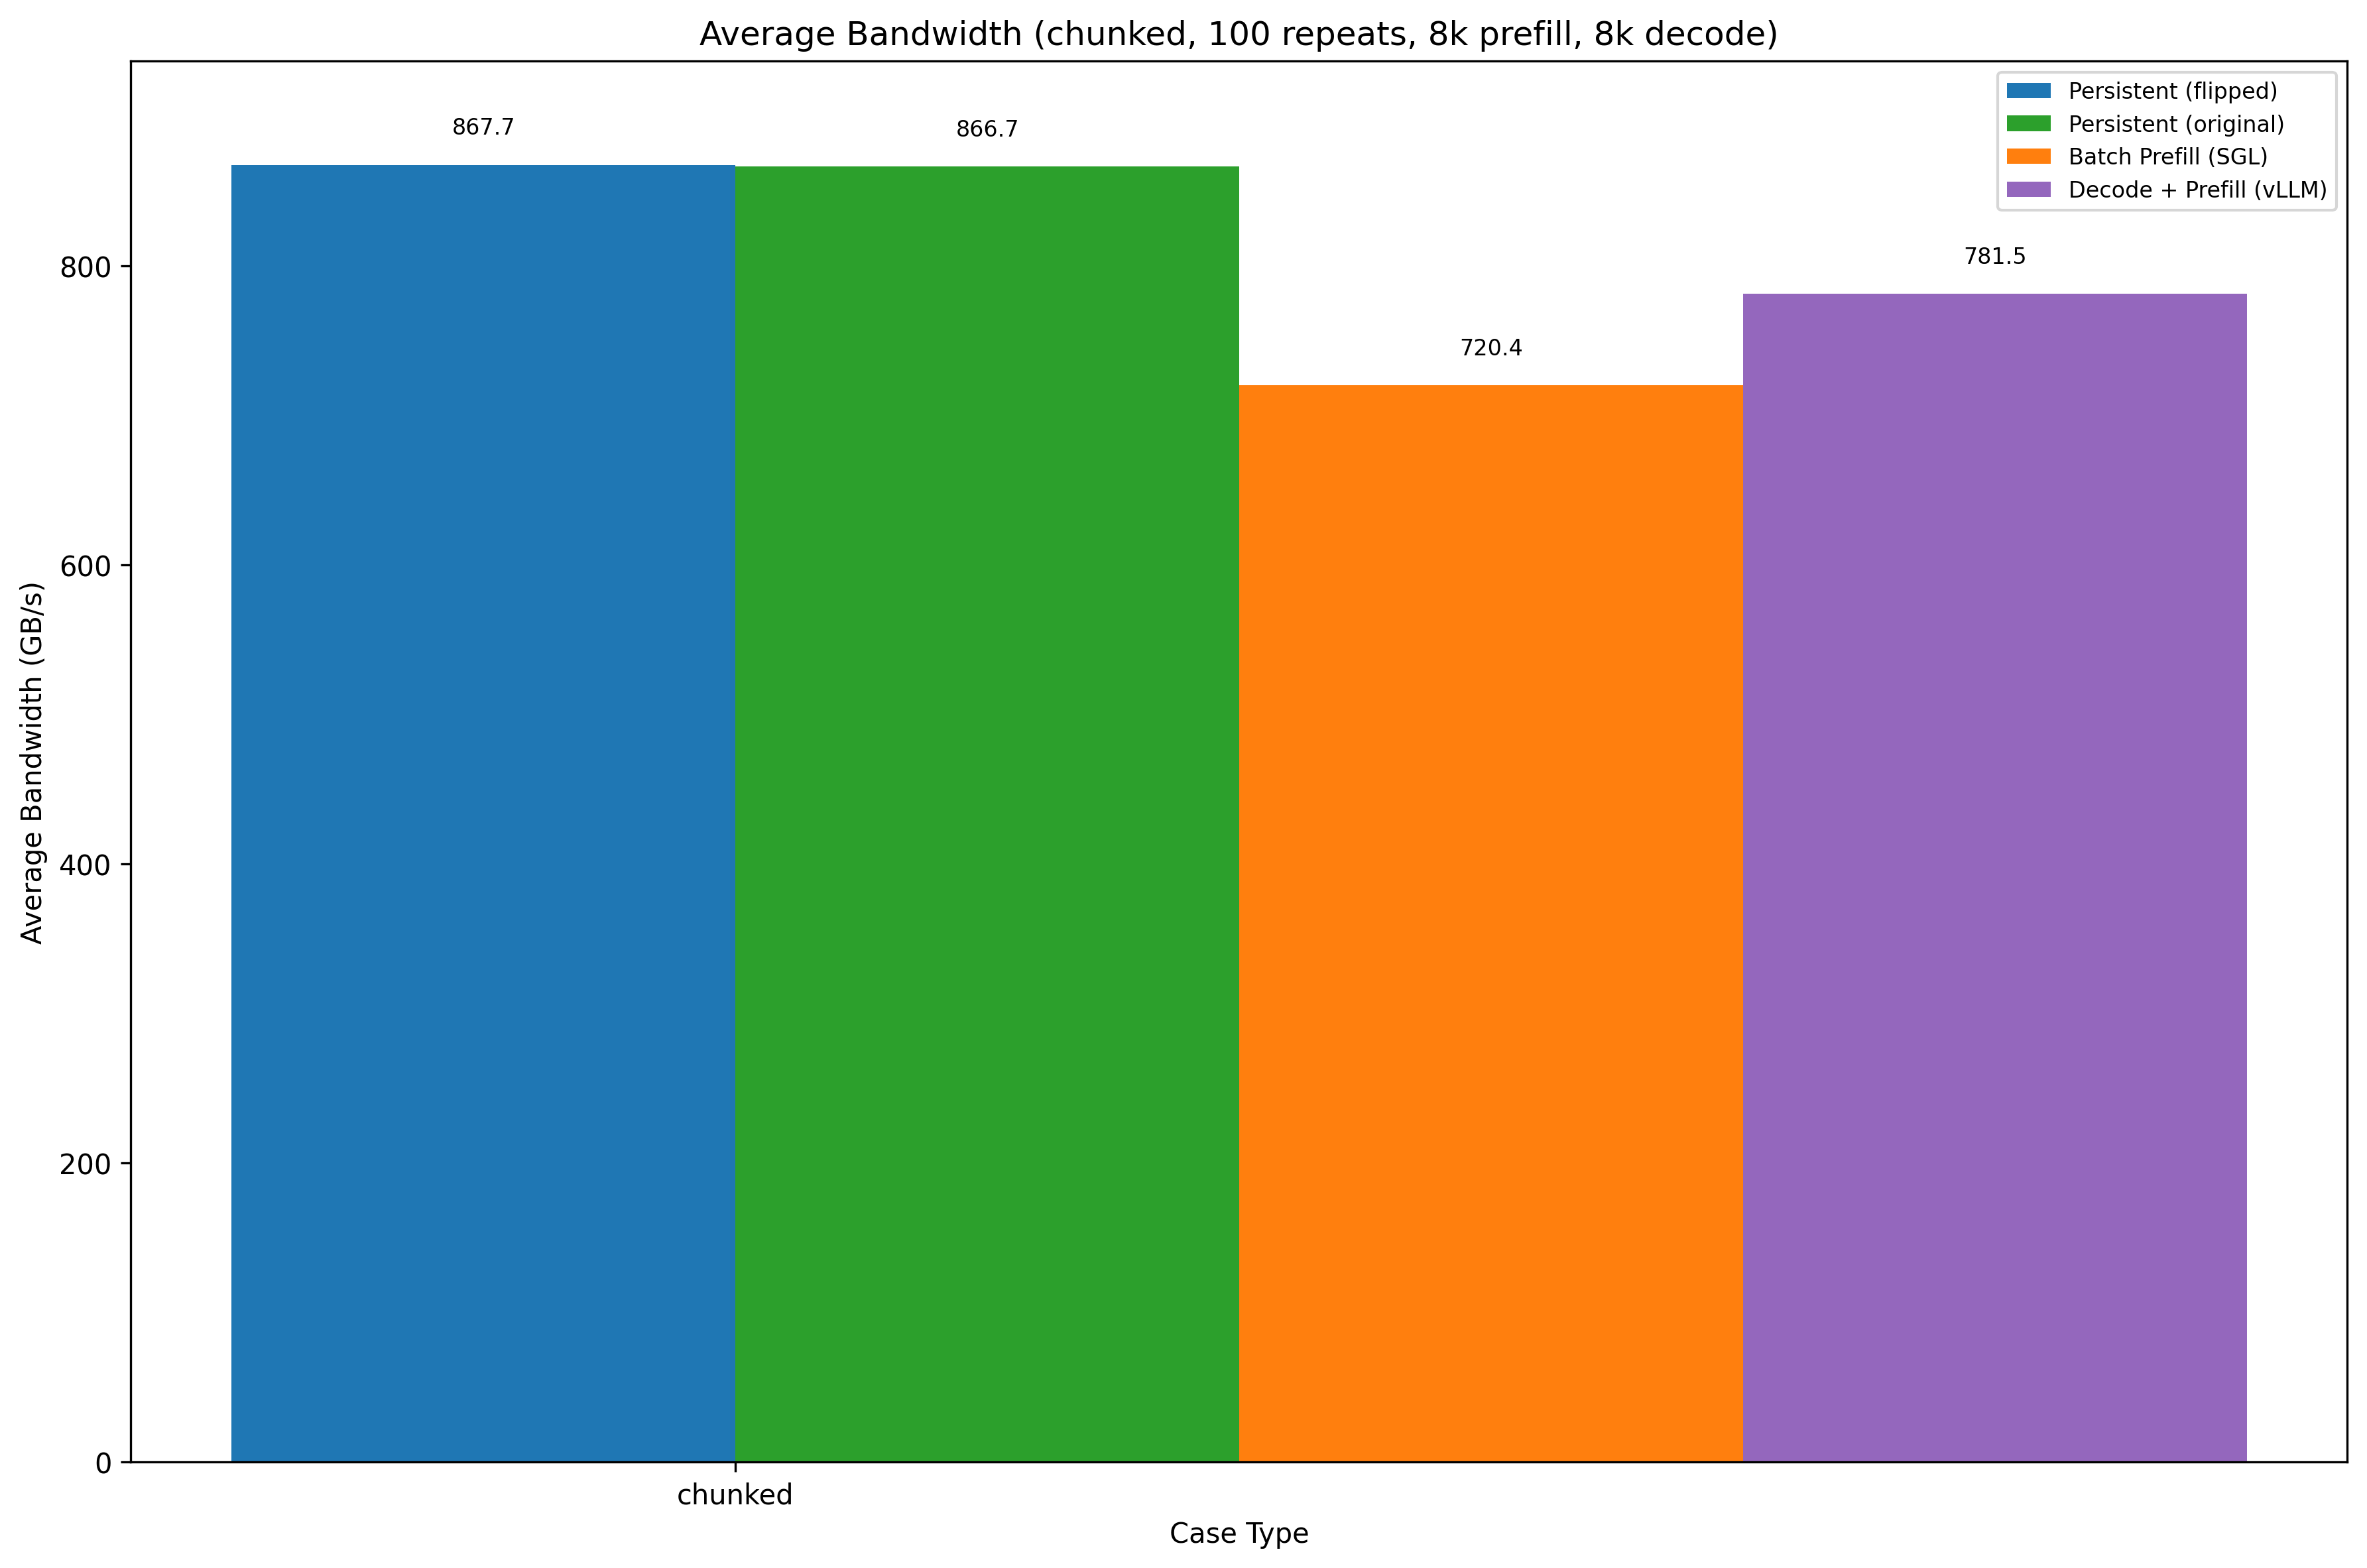 Average Bandwidth (chunked, 100 repeats, 8k prefill, 8k decode)
Persistent (flipped)
Persistent (original)
Batch Prefill (SGL)
Decode + Prefill (vLLM)
867.7
866.7
720.4
781.5
Average Bandwidth (GB/s)
800
600
400
200
0
chunked
Case Type